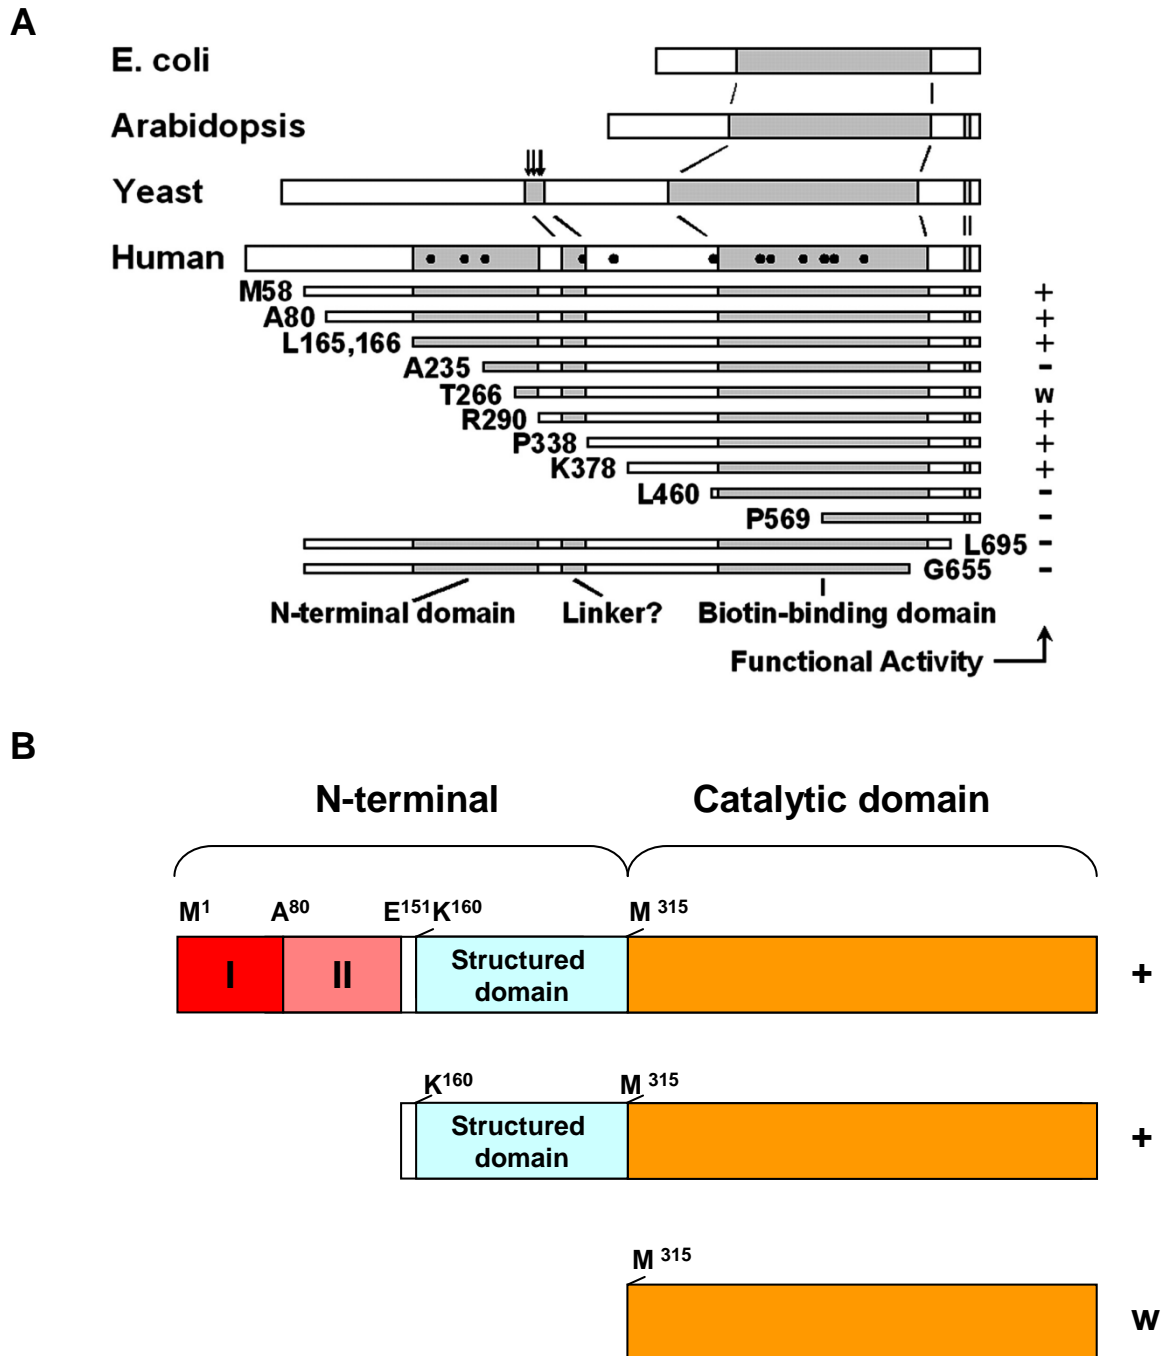 A
E. coli
Arabidopsis
Yeast
Human
M58 +
A80 +
L165,166 +
A235 -
T266 w
R290 +
P338 +
K378 +
L460 -
P569 -
L695 -
G655 -
N-terminal domain Linker? Biotin-binding domain
Functional Activity
B
N-terminal Catalytic domain
M1 A80 E151 K160 M 315
I II Structured domain +
K160 M 315
Structured domain +
M 315
w